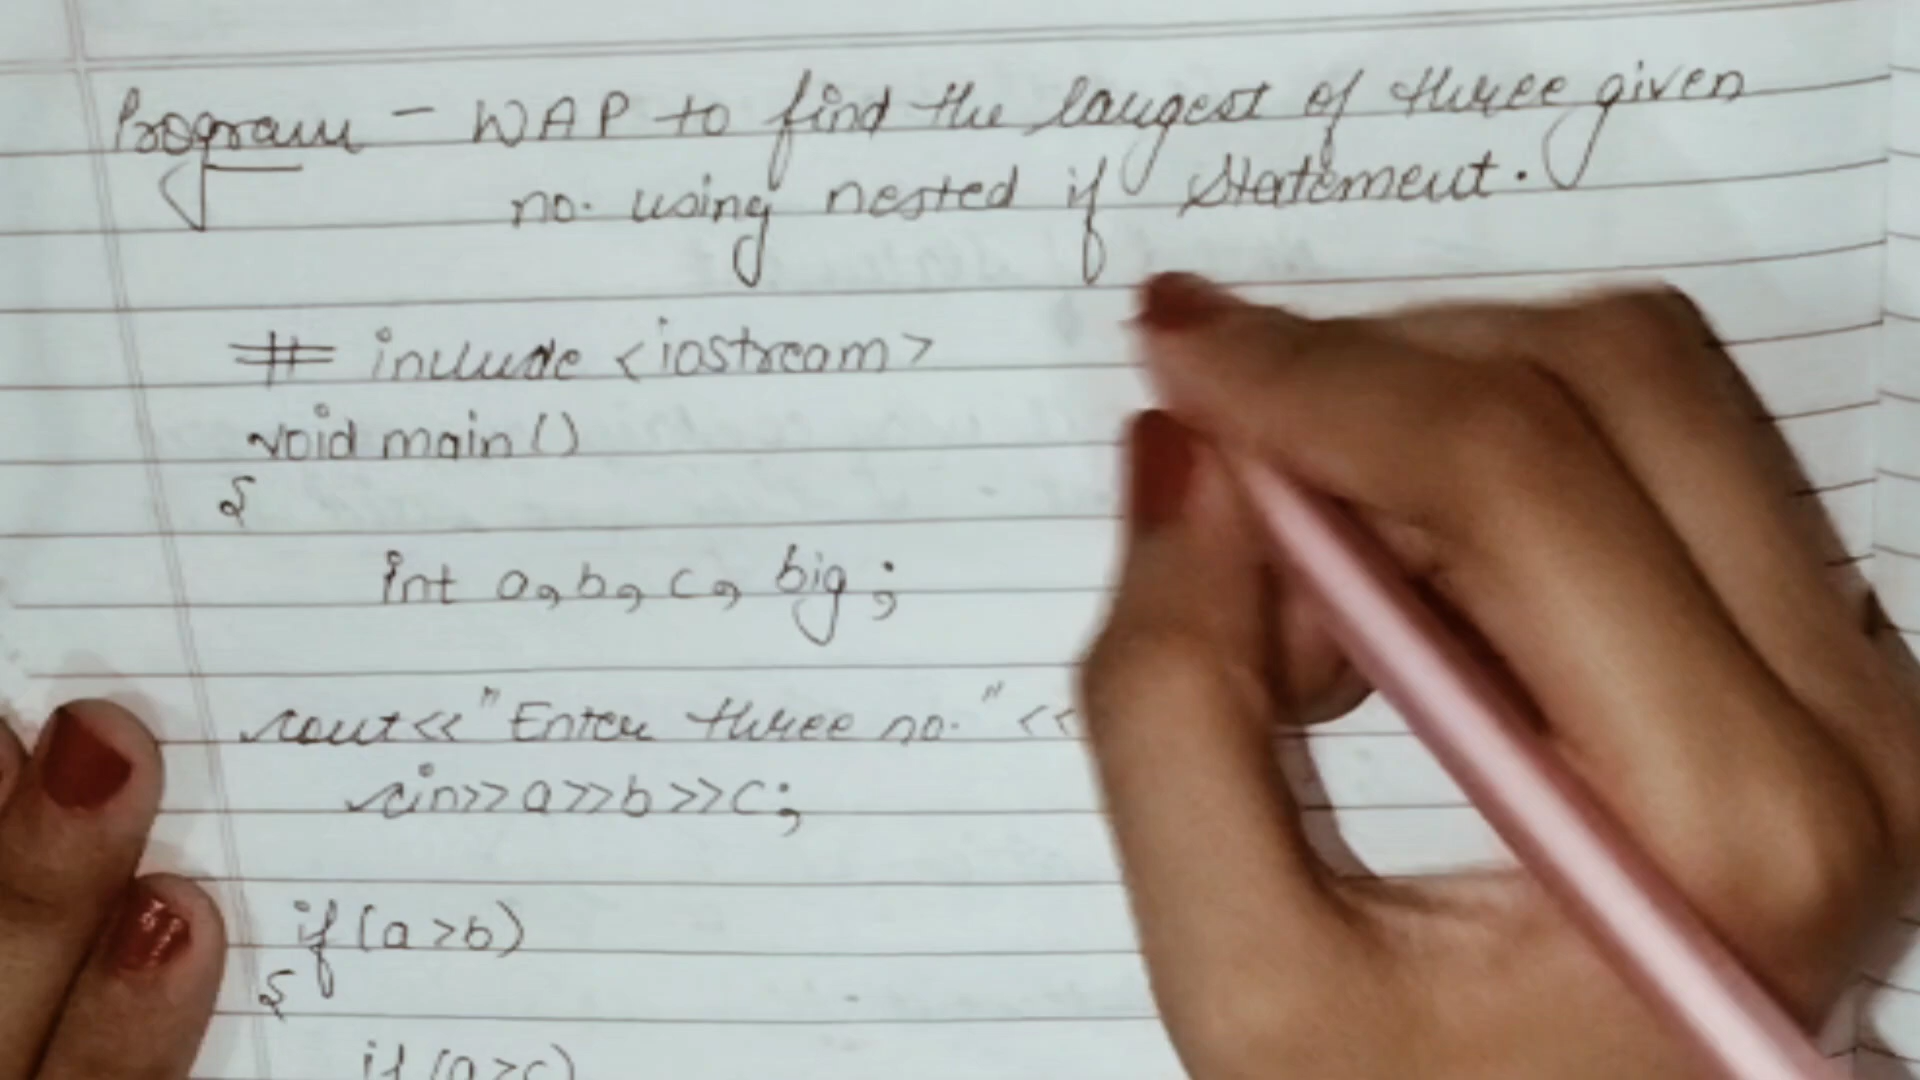 Program - WAP to find the largest of three given
no. using nested if statement.
# include <iostream>
void main ()
{
int a, b, c, big ;
cout << "Enter three no. " <<
cin >> a >> b >> c ;
if (a > b)
{
if (a > c)